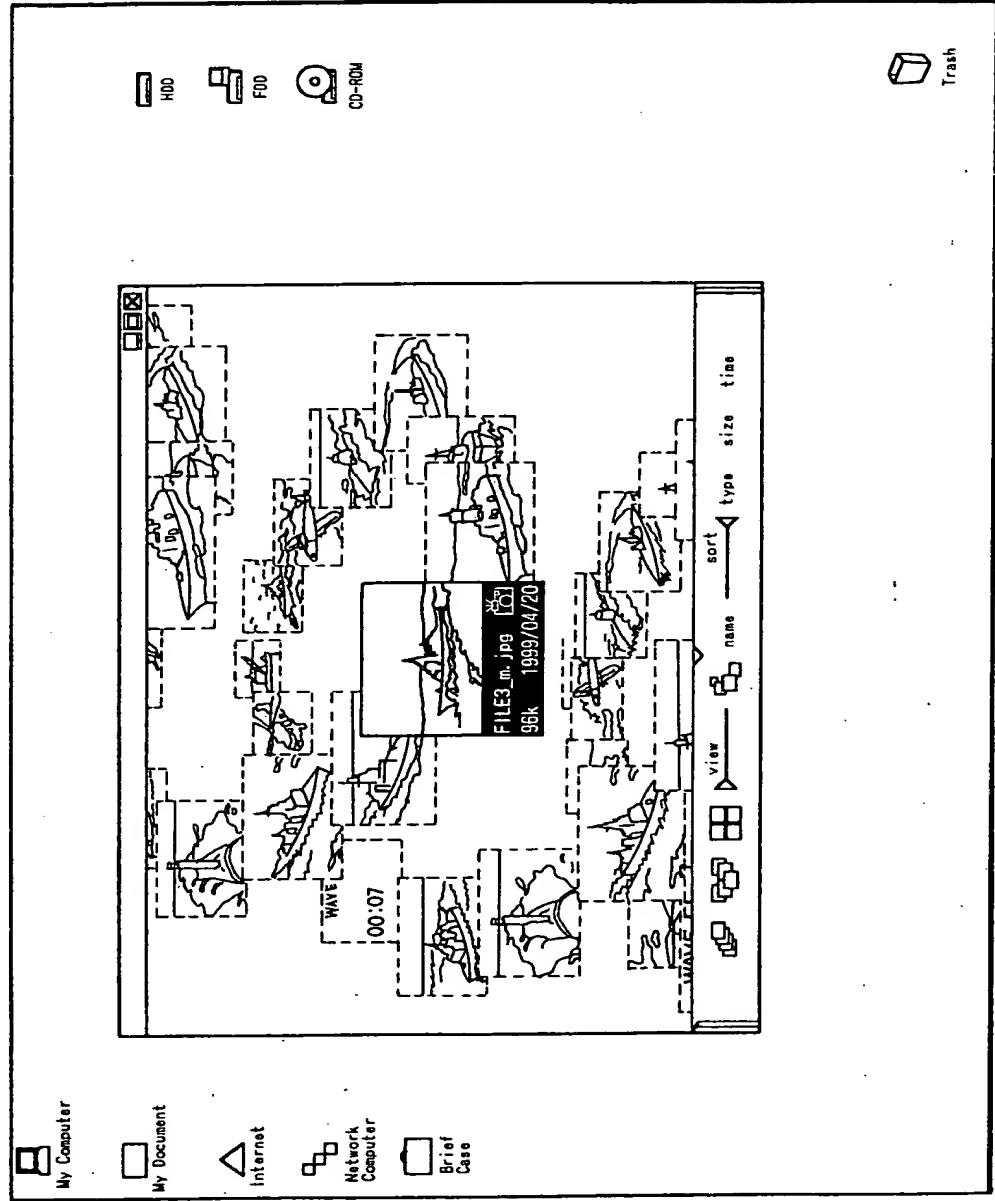 My Computer
My Document
Internet
Network
Computer
Brief
Case
HDD
FDD
CD-ROM
WAVE
00:07
FILE3_m.jpg
96k 1999/04/20
WAVE
view name sort type size time
Trash